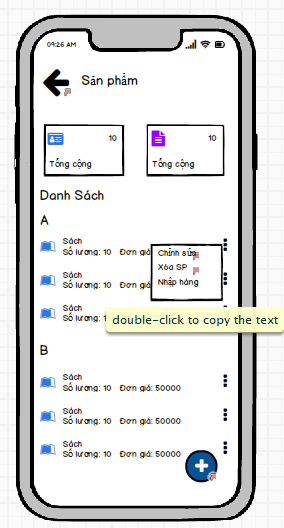 09:26 AM
Sản phẩm
10
10
Tổng cộng
Tổng cộng
Danh Sách
A
Sách
Số lượng: 10 Đơn giá:
Chỉnh sửa
Xóa SP
Nhập hàng
Sách
Số lượng: 10 Đơn
Sách
Số lượng: 1
double-click to copy the text
B
Sách
Số lượng: 10 Đơn giá: 50000
Sách
Số lượng: 10 Đơn giá: 50000
Sách
Số lượng: 10 Đơn giá: 50000